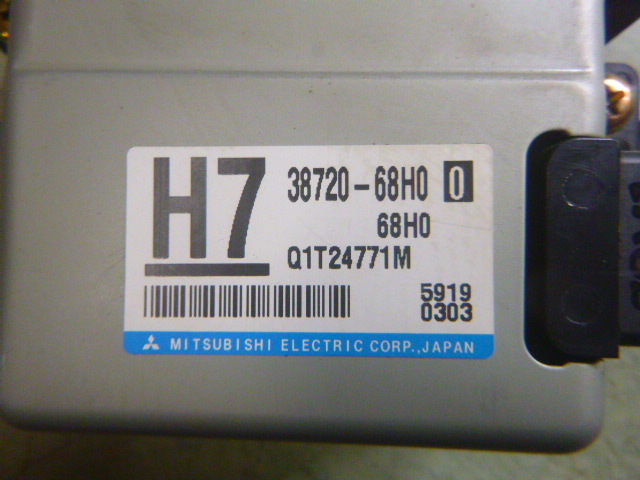 H7
38720-68H0 0
68H0
Q1T24771M
5919
0303
MITSUBISHI ELECTRIC CORP.,JAPAN